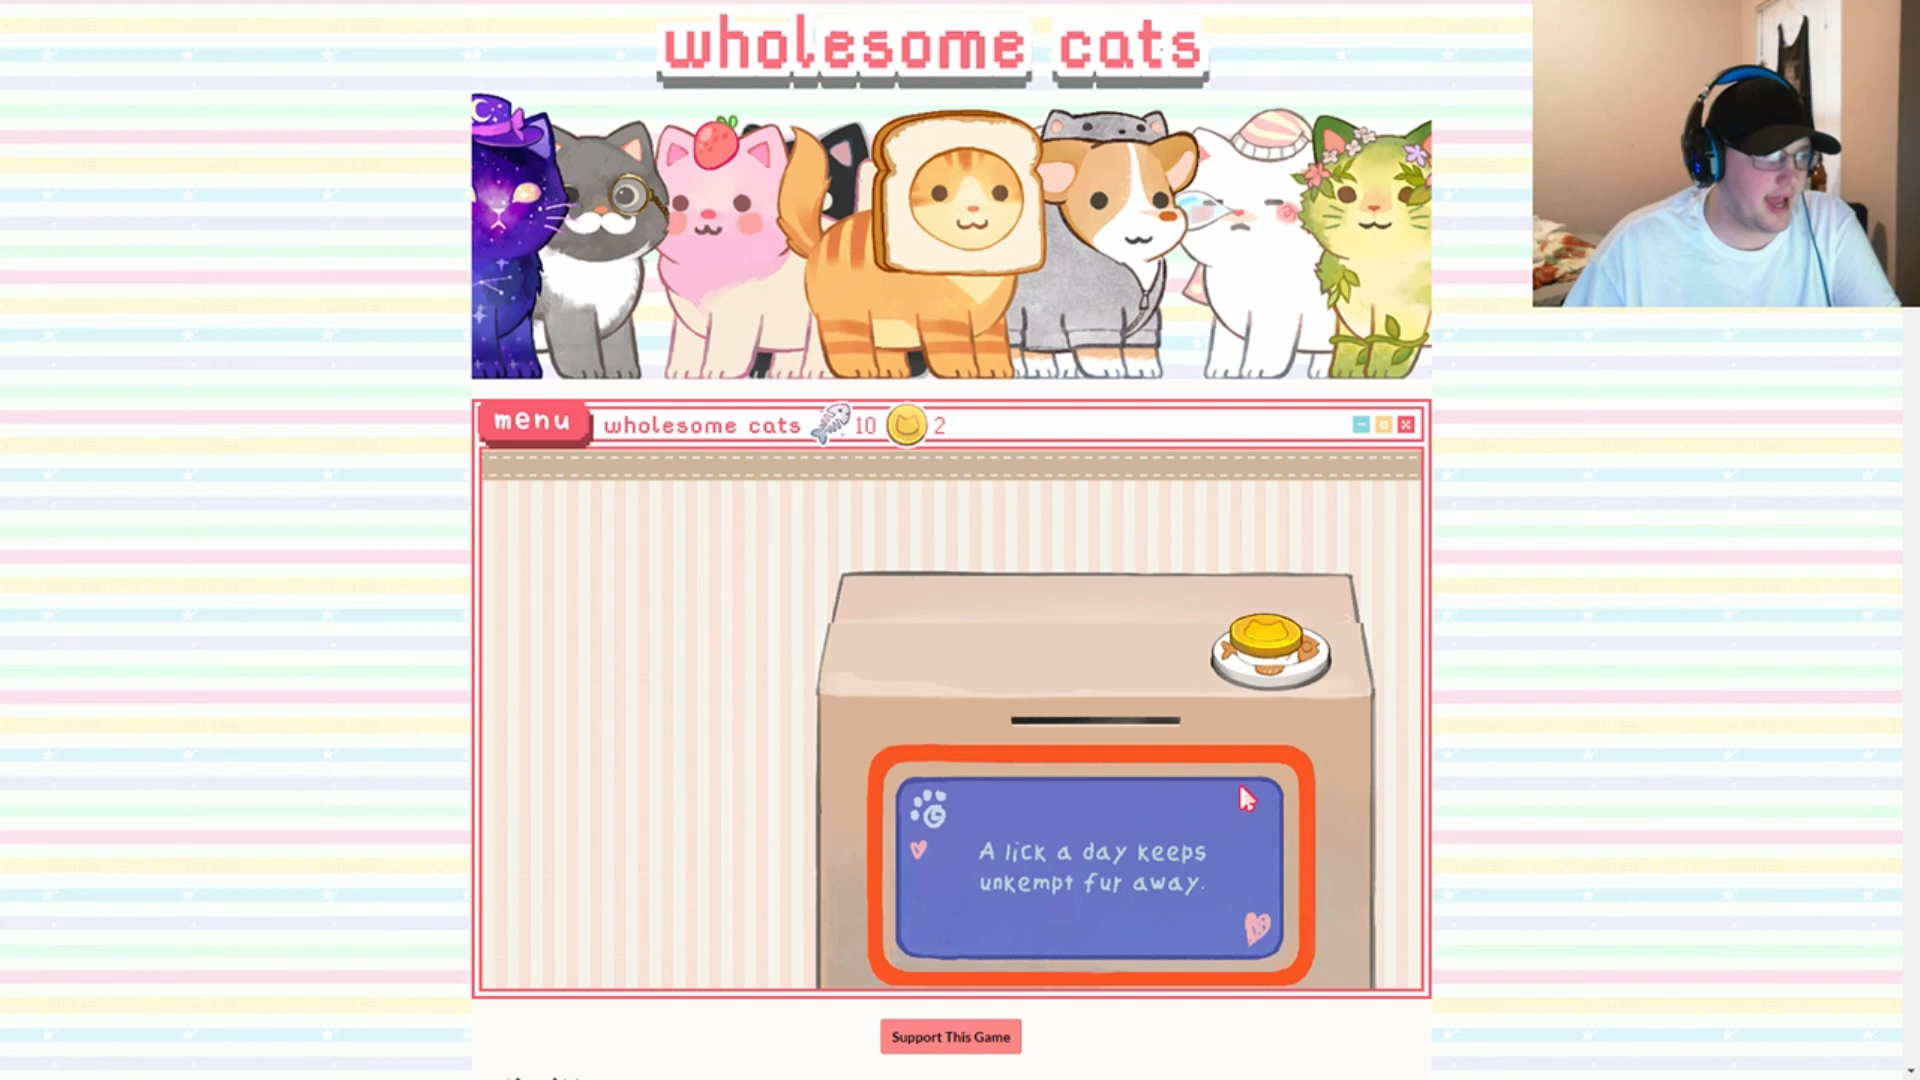 wholesome cats
menu wholesome cats 10 2
A lick a day keeps
unkempt fur away.
Support This Game